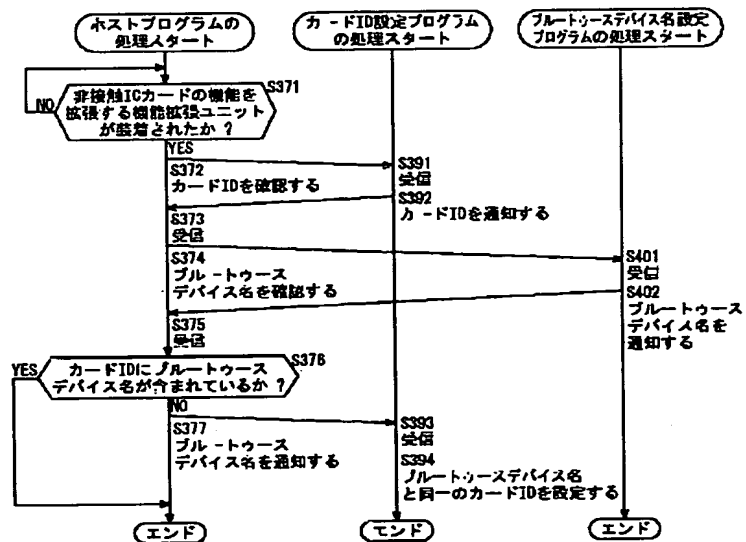 ホストプログラムの
処理スタート
カードID設定プログラム
の処理スタート
ブルートゥースデバイス名設定
プログラムの処理スタート
S371
非接触ICカードの機能を
拡張する機能拡張ユニット
が装着されたか？
NO
YES
S372
カードIDを確認する
S391
受信
S392
カードIDを通知する
S373
受信
S374
ブルートゥース
デバイス名を確認する
S401
受信
S402
ブルートゥース
デバイス名を
通知する
S375
受信
S376
カードIDにブルートゥース
デバイス名が含まれているか？
YES
NO
S377
ブルートゥース
デバイス名を通知する
S393
受信
S394
ブルートゥースデバイス名
と同一のカードIDを設定する
エンド
エンド
エンド